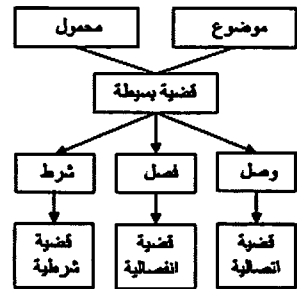 موضوع
محمول
قضية بسيطة
وصل
فصل
شرط
قضية
اتصالية
قضية
انفصالية
قضية
شرطية